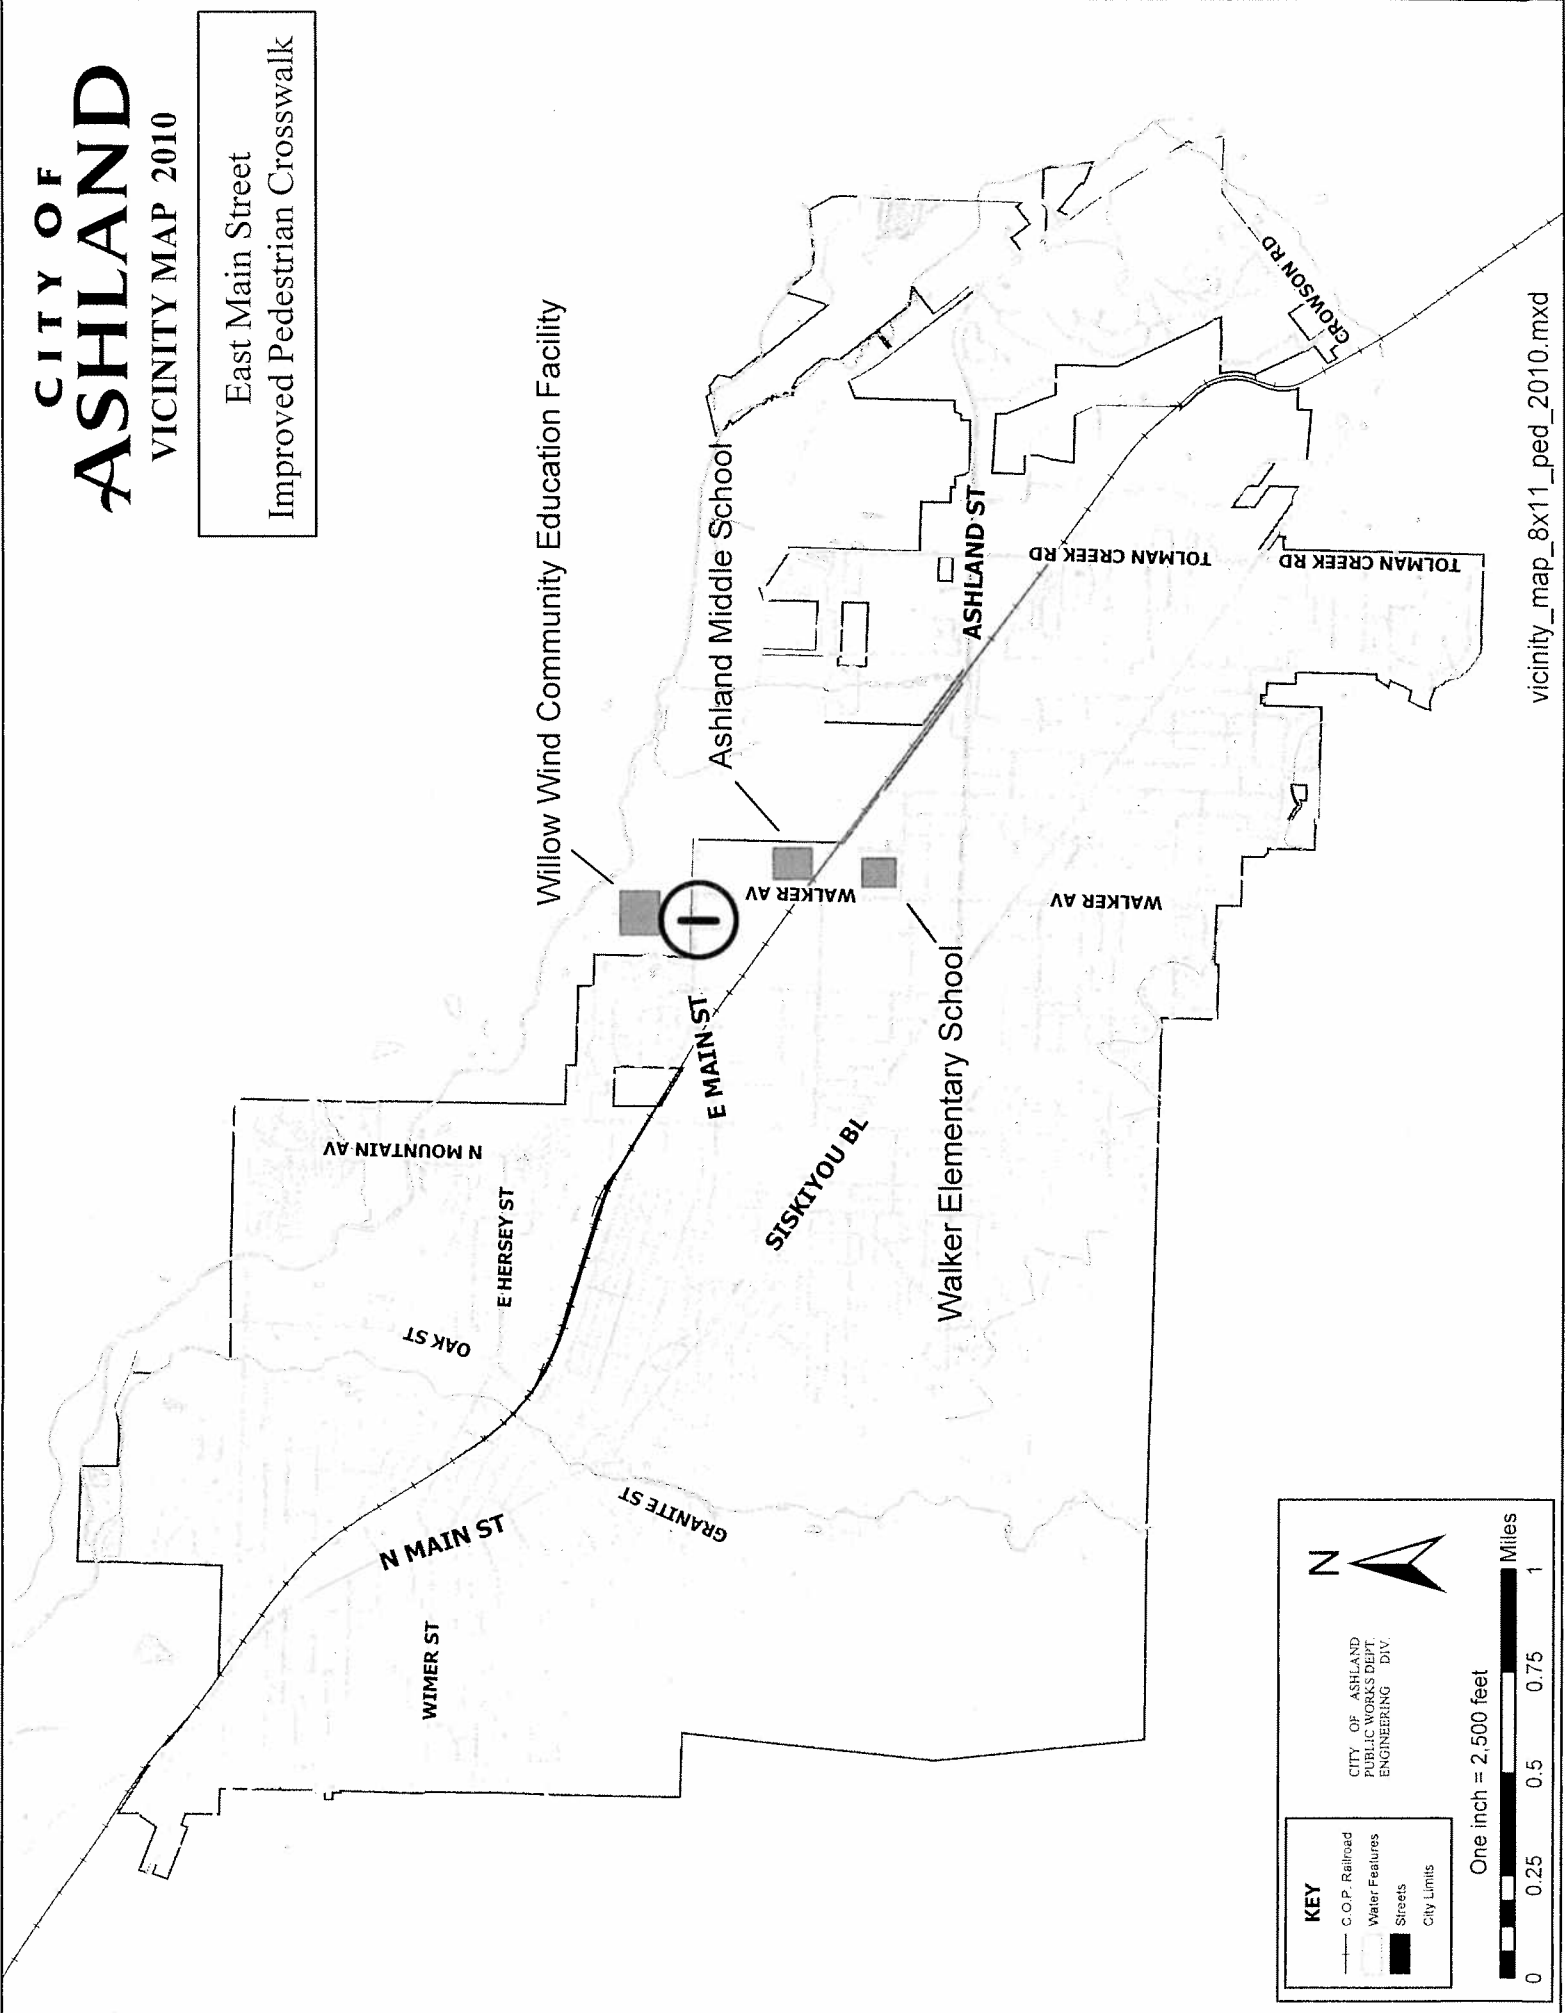 CITY OF
ASHLAND
VICINITY MAP 2010
East Main Street
Improved Pedestrian Crosswalk
Willow Wind Community Education Facility
Ashland Middle School
Walker Elementary School
N MOUNTAIN AV
E HERSEY ST
OAK ST
N MAIN ST
WIMER ST
GRANITE ST
E MAIN ST
SISKIYOU BL
WALKER AV
WALKER AV
ASHLAND ST
TOLMAN CREEK RD
TOLMAN CREEK RD
CROWSON RD
KEY
C.O.P. Railroad
Water Features
Streets
City Limits
CITY OF ASHLAND
PUBLIC WORKS DEPT.
ENGINEERING DIV.
N
One inch = 2,500 feet
Miles
0 0.25 0.5 0.75 1
vicinity_map_8x11_ped_2010.mxd